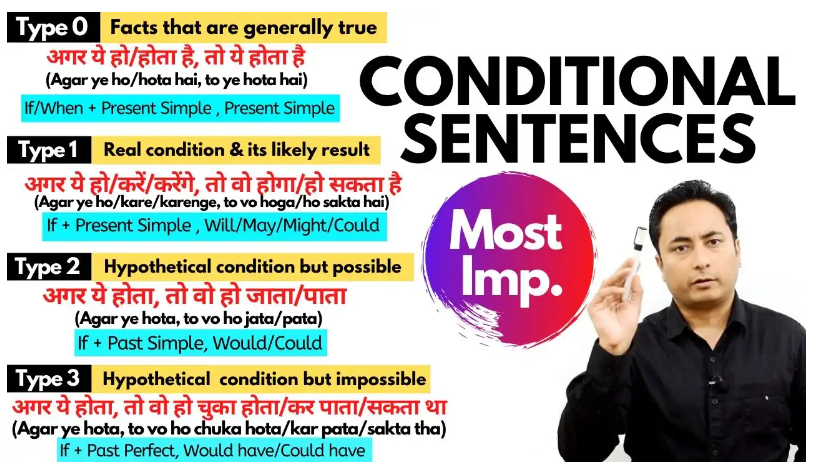 Type 0 Facts that are generally true
अगर ये हो/होता है, तो ये होता है
(Agar ye ho/hota hai, to ye hota hai)
If/When + Present Simple , Present Simple
Type 1 Real condition & its likely result
अगर ये हो/करें/करेंगे, तो वो होगा/हो सकता है
(Agar ye ho/kare/karenge, to vo hoga/ho sakta hai)
If + Present Simple , Will/May/Might/Could
Type 2 Hypothetical condition but possible
अगर ये होता, तो वो हो जाता/पाता
(Agar ye hota, to vo ho jata/pata)
If + Past Simple, Would/Could
Type 3 Hypothetical condition but impossible
अगर ये होता, तो वो हो चुका होता/कर पाता/सकता था
(Agar ye hota, to vo ho chuka hota/kar pata/sakta tha)
If + Past Perfect, Would have/Could have
CONDITIONAL
SENTENCES
Most
Imp.